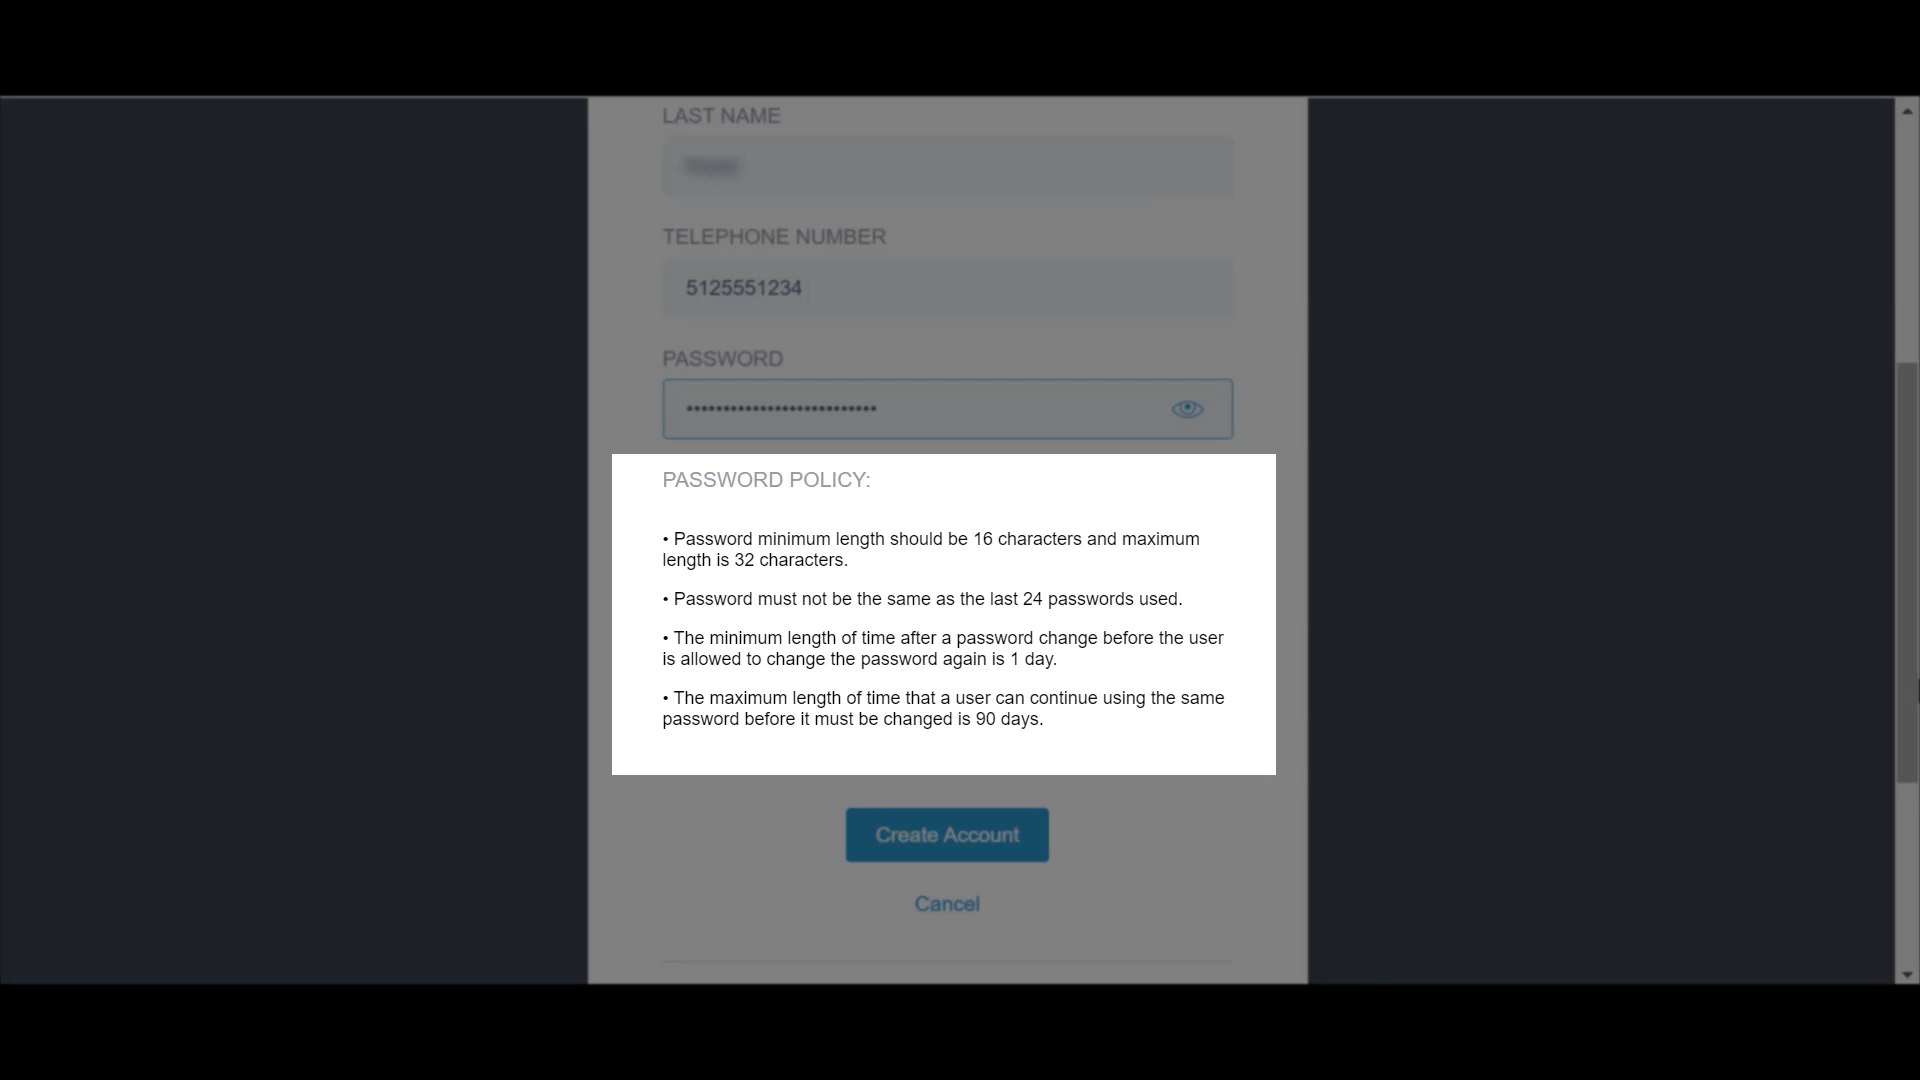 LAST NAME
TELEPHONE NUMBER
5125551234
PASSWORD
PASSWORD POLICY:
• Password minimum length should be 16 characters and maximum
length is 32 characters.
• Password must not be the same as the last 24 passwords used.
• The minimum length of time after a password change before the user
is allowed to change the password again is 1 day.
• The maximum length of time that a user can continue using the same
password before it must be changed is 90 days.
Create Account
Cancel